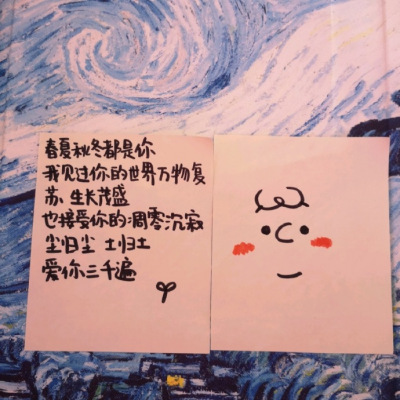 春夏秋冬都是你
我见过你的世界万物复
苏、生长茂盛
也接受你的凋零沉寂
尘归尘 土归土
爱你三千遍